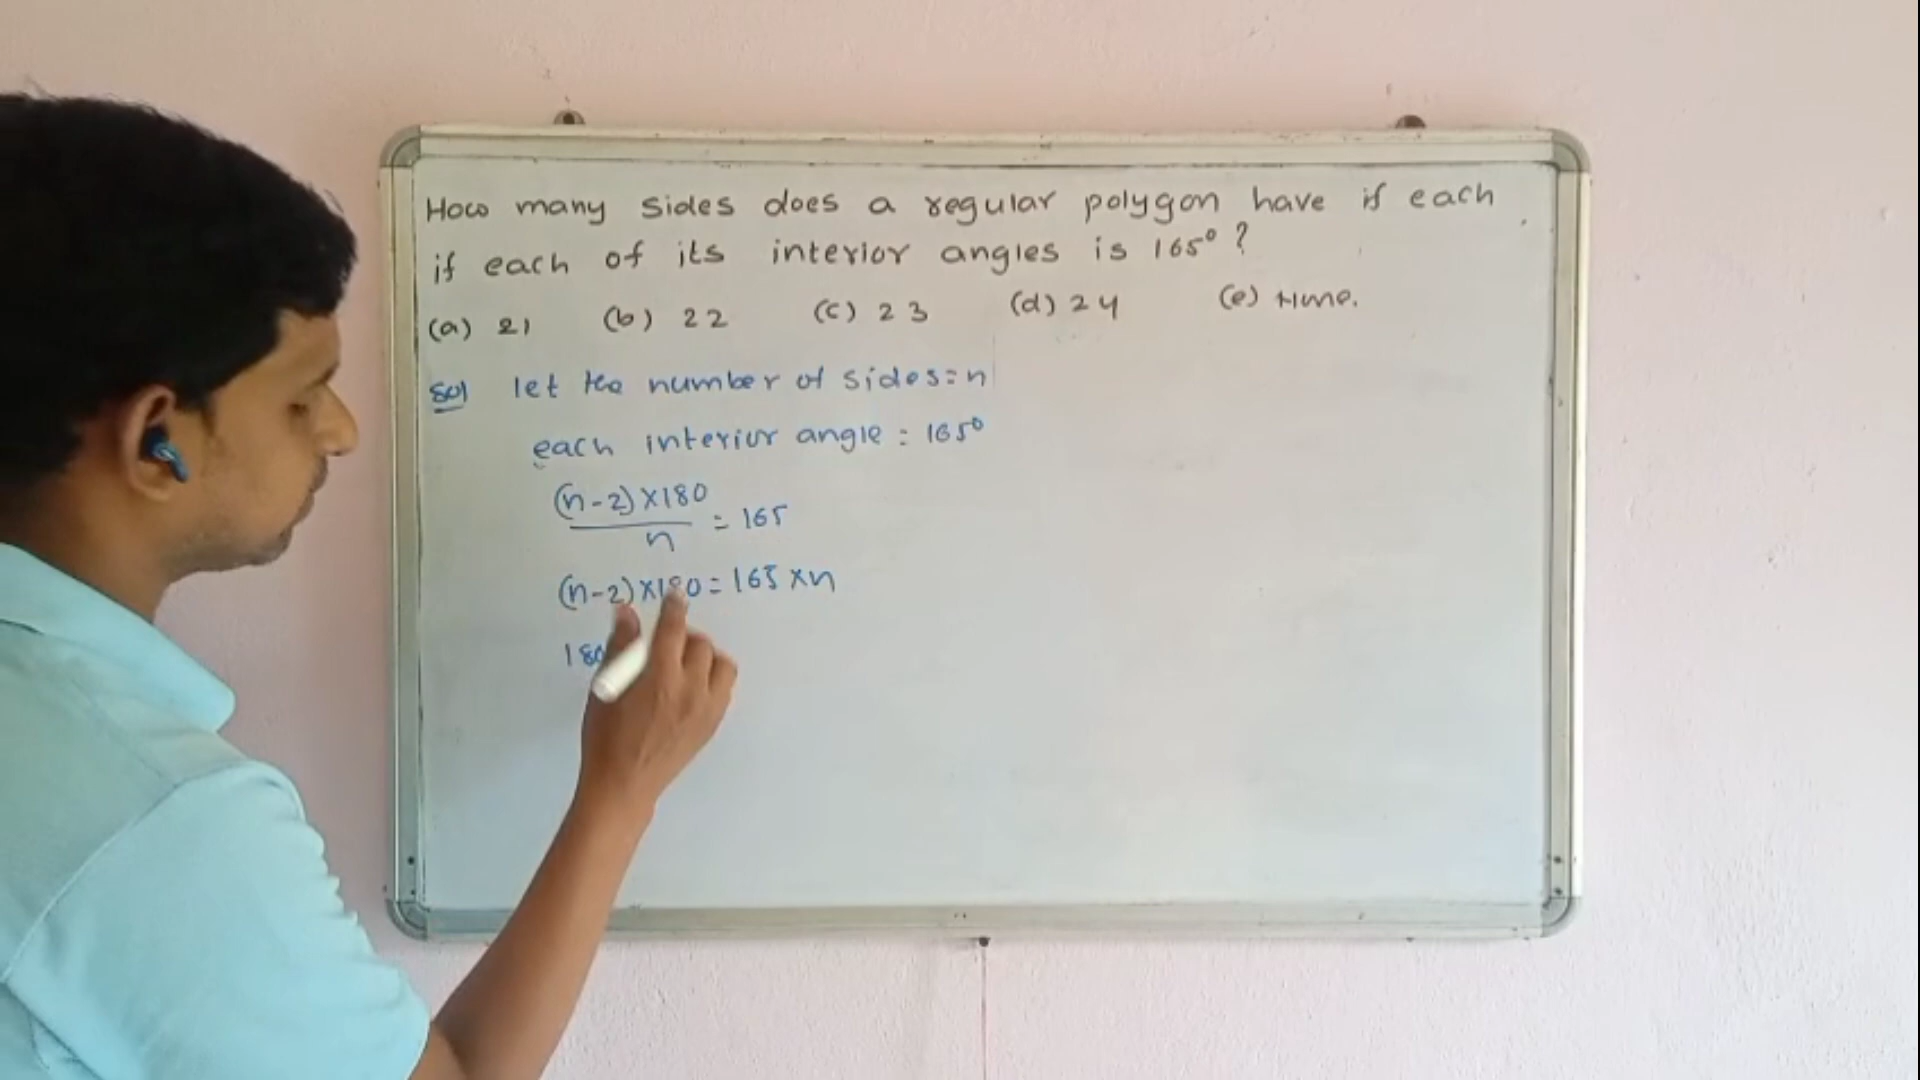 How many sides does a regular polygon have if each
if each of its interior angles is 165° ?
(a) 21 (b) 22 (c) 23 (d) 24 (e) None.
Sol let the number of sides = n
each interior angle = 165°
(n-2)×180
n
= 165
(n-2)×180 = 165 ×n
180